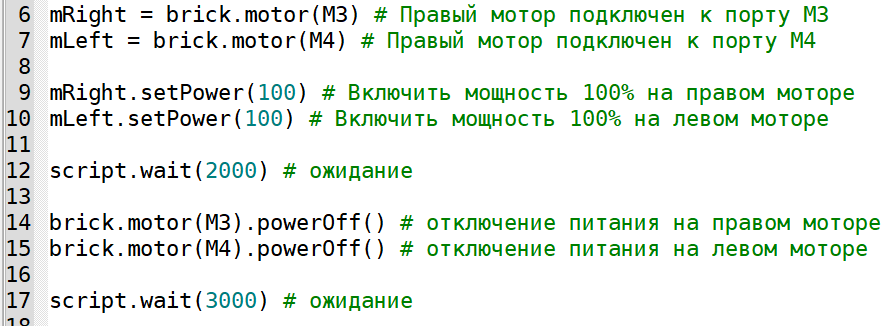 6 mRight = brick.motor(M3) # Правый мотор подключен к порту M3
7 mLeft = brick.motor(M4) # Правый мотор подключен к порту M4
8
9 mRight.setPower(100) # Включить мощность 100% на правом моторе
10 mLeft.setPower(100) # Включить мощность 100% на левом моторе
11
12 script.wait(2000) # ожидание
13
14 brick.motor(M3).powerOff() # отключение питания на правом моторе
15 brick.motor(M4).powerOff() # отключение питания на левом моторе
16
17 script.wait(3000) # ожидание
18